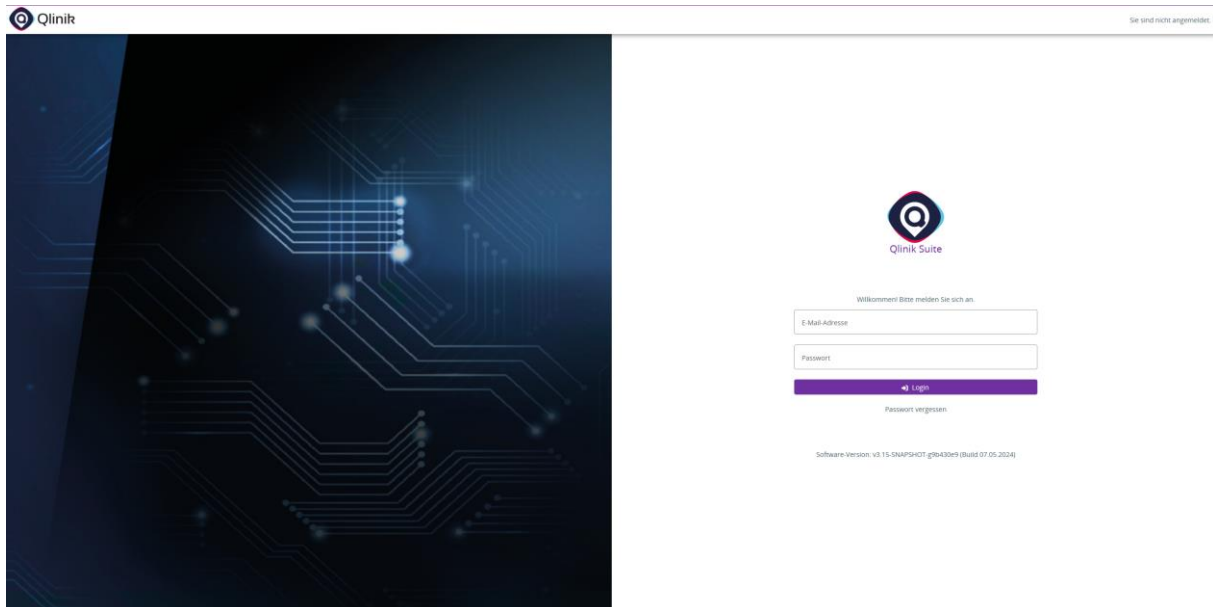 Qlinik
Sie sind nicht angemeldet.
Qlinik Suite
Willkommen! Bitte melden Sie sich an.
E-Mail-Adresse
Passwort
Login
Passwort vergessen
Software-Version: v3.15-SNAPSHOT-g9b430e9 (Build 07.05.2024)